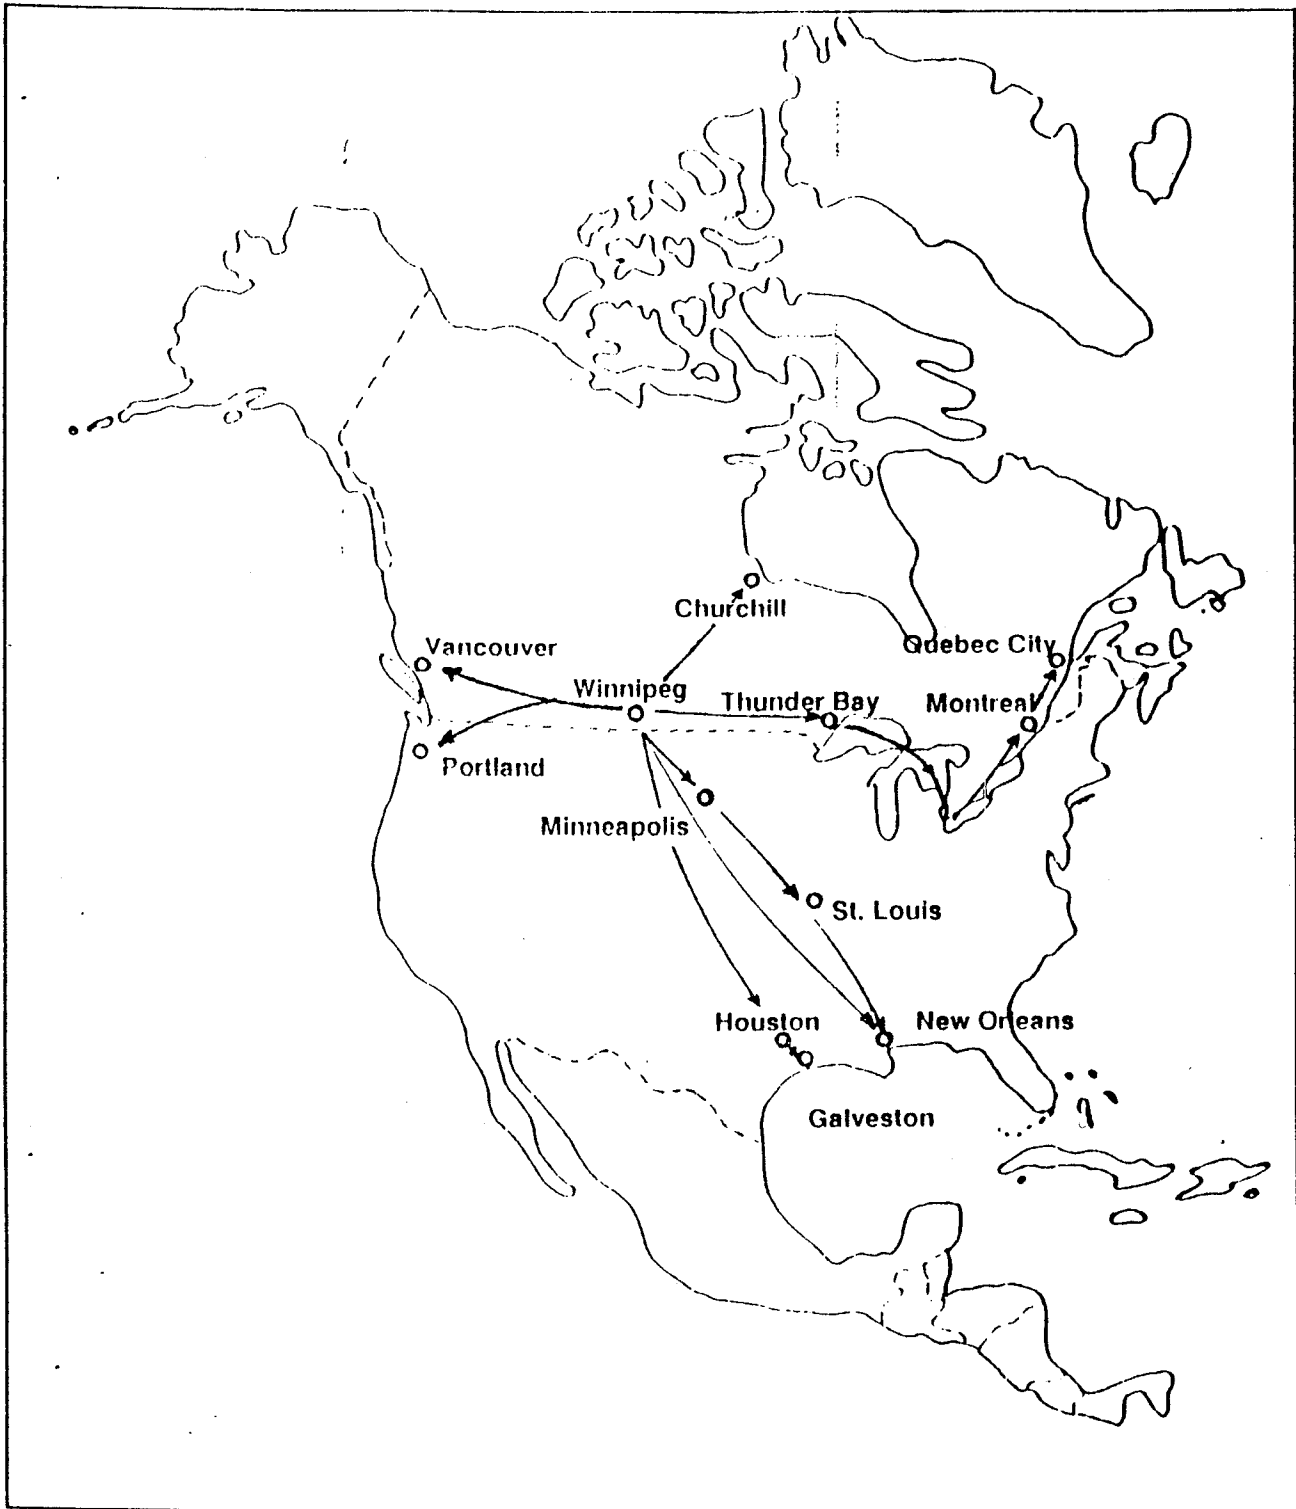 Churchill
Quebec City
Vancouver
Winnipeg
Thunder Bay
Montreal
Portland
Minneapolis
St. Louis
Houston
New Orleans
Galveston